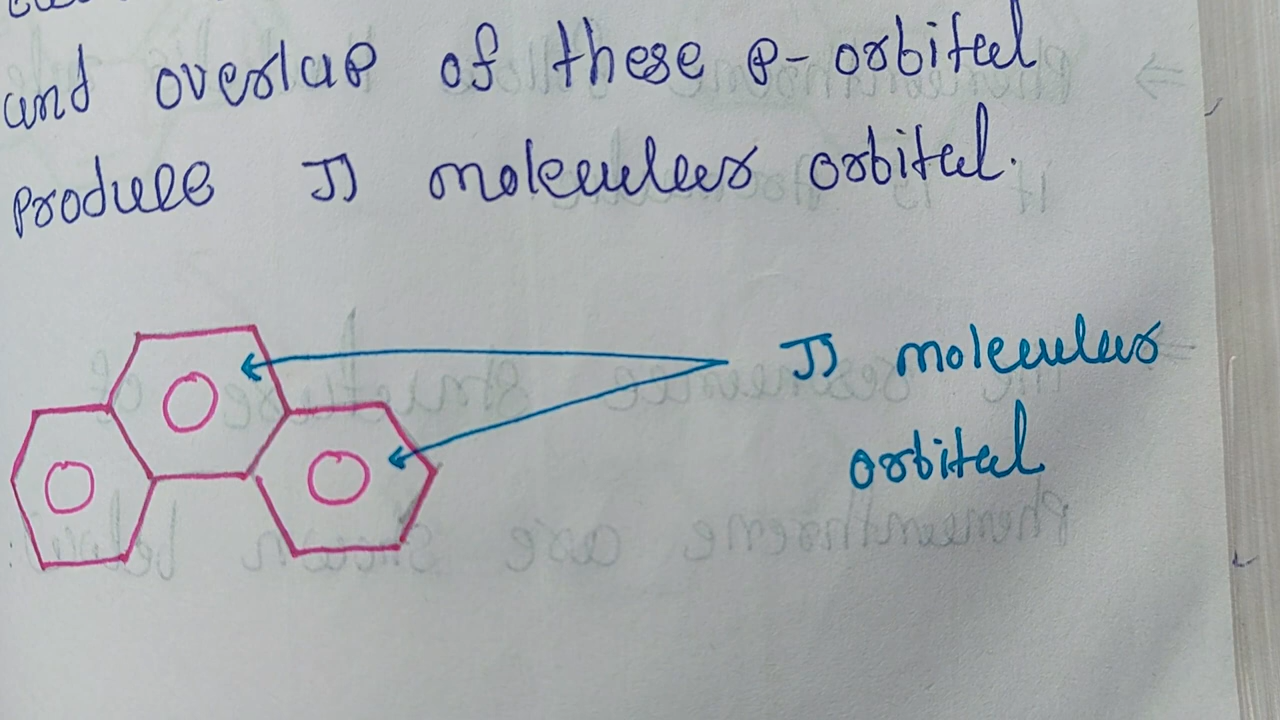 and overlap of these p-orbital
produce π molecular orbital.
π molecular
orbital